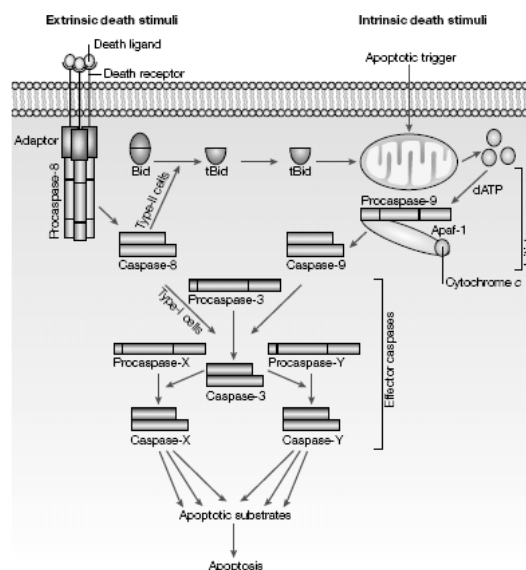 Extrinsic death stimuli
Intrinsic death stimuli
Death ligand
Apoptotic trigger
Death receptor
Adaptor
Procaspase-8
Bid
tBid
tBid
dATP
Type-II cells
Procaspase-9
Apaf-1
Caspase-8
Caspase-9
Cytochrome c
Procaspase-3
Type-I cells
Procaspase-X
Procaspase-Y
Caspase-3
Effector caspases
Caspase-X
Caspase-Y
Apoptotic substrates
Apoptosis